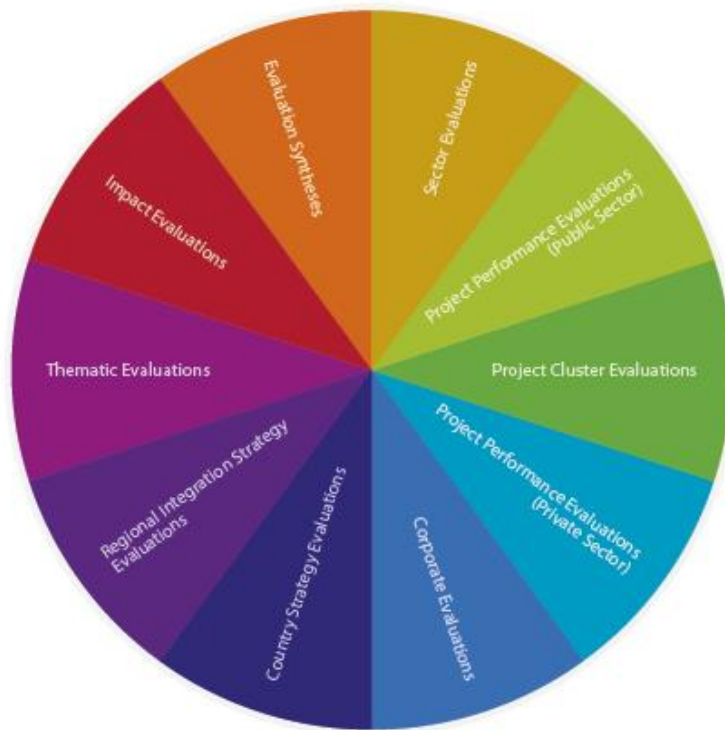 Evaluation Syntheses
Sector Evaluations
Project Performance Evaluations
(Public Sector)
Project Cluster Evaluations
Project Performance Evaluations
(Private Sector)
Corporate Evaluations
Country Strategy Evaluations
Regional Integration Strategy
Evaluations
Thematic Evaluations
Impact Evaluations